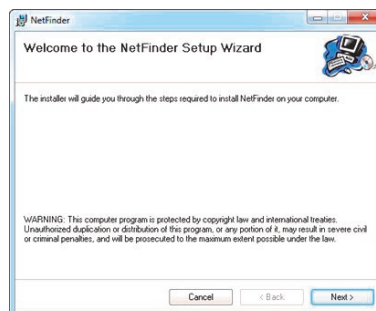 NetFinder
Welcome to the NetFinder Setup Wizard
The installer will guide you through the steps required to install NetFinder on your computer.
WARNING: This computer program is protected by copyright law and international treaties.
Unauthorized duplication or distribution of this program, or any portion of it, may result in severe civil
or criminal penalties, and will be prosecuted to the maximum extent possible under the law.
Cancel
< Back
Next >